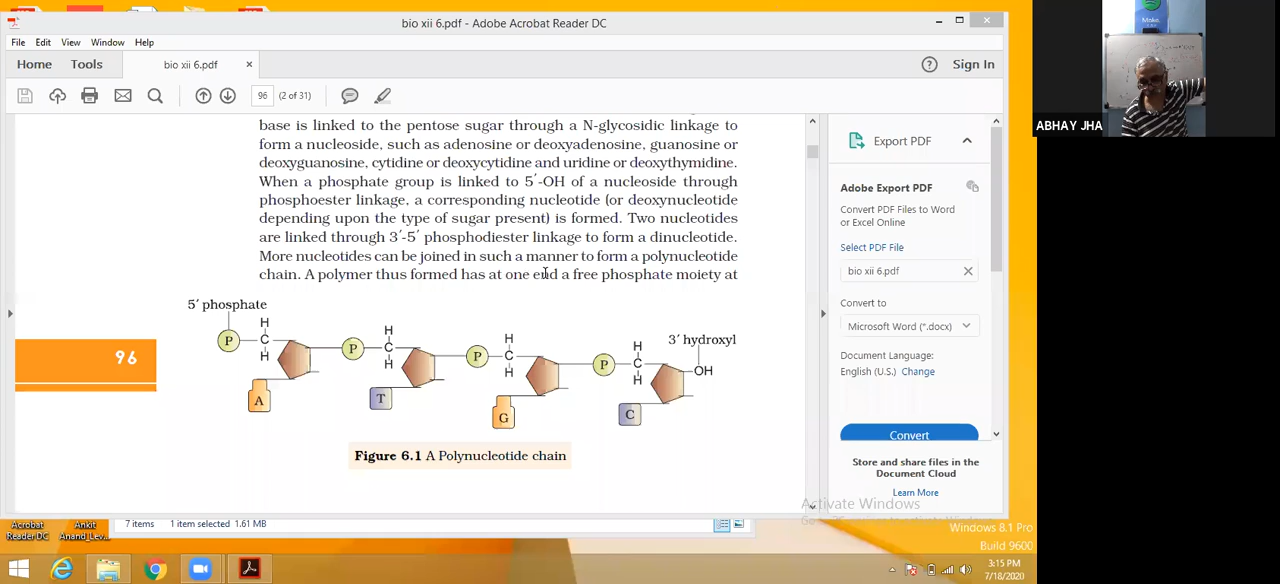 bio xii 6.pdf - Adobe Acrobat Reader DC
File Edit View Window Help
Home Tools bio xii 6.pdf × Sign In
96 (2 of 31)
base is linked to the pentose sugar through a N-glycosidic linkage to
form a nucleoside, such as adenosine or deoxyadenosine, guanosine or
deoxyguanosine, cytidine or deoxycytidine and uridine or deoxythymidine.
When a phosphate group is linked to 5′-OH of a nucleoside through
phosphoester linkage, a corresponding nucleotide (or deoxynucleotide
depending upon the type of sugar present) is formed. Two nucleotides
are linked through 3′-5′ phosphodiester linkage to form a dinucleotide.
More nucleotides can be joined in such a manner to form a polynucleotide
chain. A polymer thus formed has at one end a free phosphate moiety at
5′ phosphate
3′ hydroxyl
H H H H
P C P C P C P C
H H H H
OH
A T G C
96
Figure 6.1 A Polynucleotide chain
Export PDF
Adobe Export PDF
Convert PDF Files to Word
or Excel Online
Select PDF File
bio xii 6.pdf ×
Convert to
Microsoft Word (*.docx)
Document Language:
English (U.S.) Change
Convert
Store and share files in the
Document Cloud
Learn More
Activate Windows
Acrobat
Reader DC
Ankit
Anand_Lev...
7 items 1 item selected 1.61 MB
Windows 8.1 Pro
Build 9600
3:15 PM
7/18/2020
Make.
ABHAY JHA